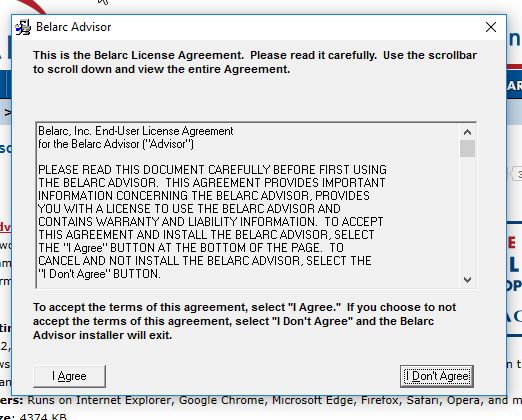 Belarc Advisor
This is the Belarc License Agreement. Please read it carefully. Use the scrollbar
to scroll down and view the entire Agreement.
Belarc, Inc. End-User License Agreement
for the Belarc Advisor ("Advisor")
PLEASE READ THIS DOCUMENT CAREFULLY BEFORE FIRST USING
THE BELARC ADVISOR. THIS AGREEMENT PROVIDES IMPORTANT
INFORMATION CONCERNING THE BELARC ADVISOR, PROVIDES
YOU WITH A LICENSE TO USE THE BELARC ADVISOR AND
CONTAINS WARRANTY AND LIABILITY INFORMATION. TO ACCEPT
THIS AGREEMENT AND INSTALL THE BELARC ADVISOR, SELECT
THE "I Agree" BUTTON AT THE BOTTOM OF THE PAGE. TO
CANCEL AND NOT INSTALL THE BELARC ADVISOR, SELECT THE
"I Don't Agree" BUTTON.
To accept the terms of this agreement, select "I Agree." If you choose to not
accept the terms of this agreement, select "I Don't Agree" and the Belarc
Advisor installer will exit.
I Agree
I Don't Agree
ers: Runs on Internet Explorer, Google Chrome, Microsoft Edge, Firefox, Safari, Opera, and m
ze: 4374 KB